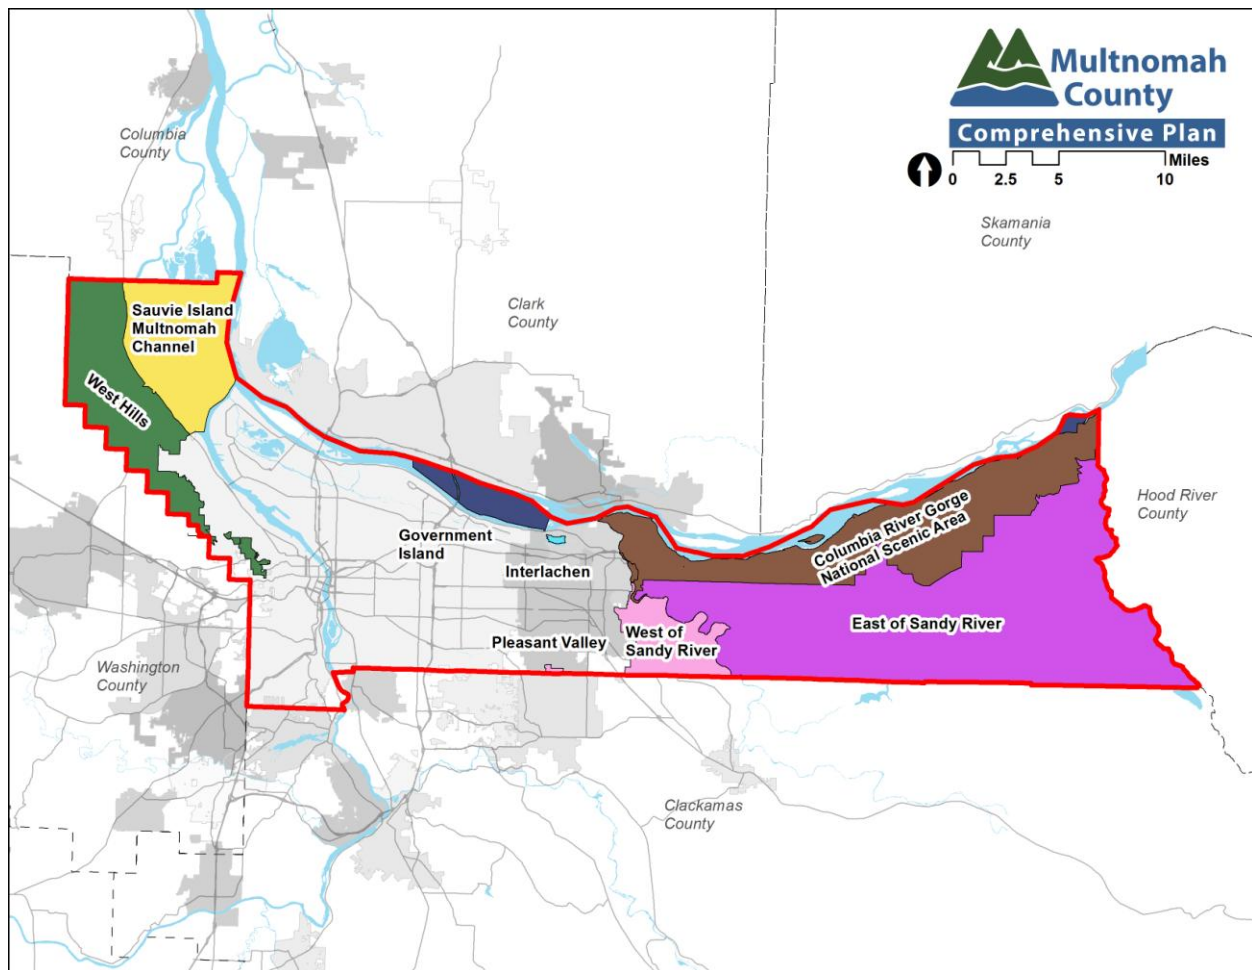 Multnomah
County
Comprehensive Plan
Miles
0 2.5 5 10
Columbia
County
Skamania
County
Clark
County
Sauvie Island
Multnomah
Channel
West Hills
Hood River
County
Government
Island
Columbia River Gorge
National Scenic Area
Interlachen
East of Sandy River
West of
Sandy River
Pleasant Valley
Washington
County
Clackamas
County